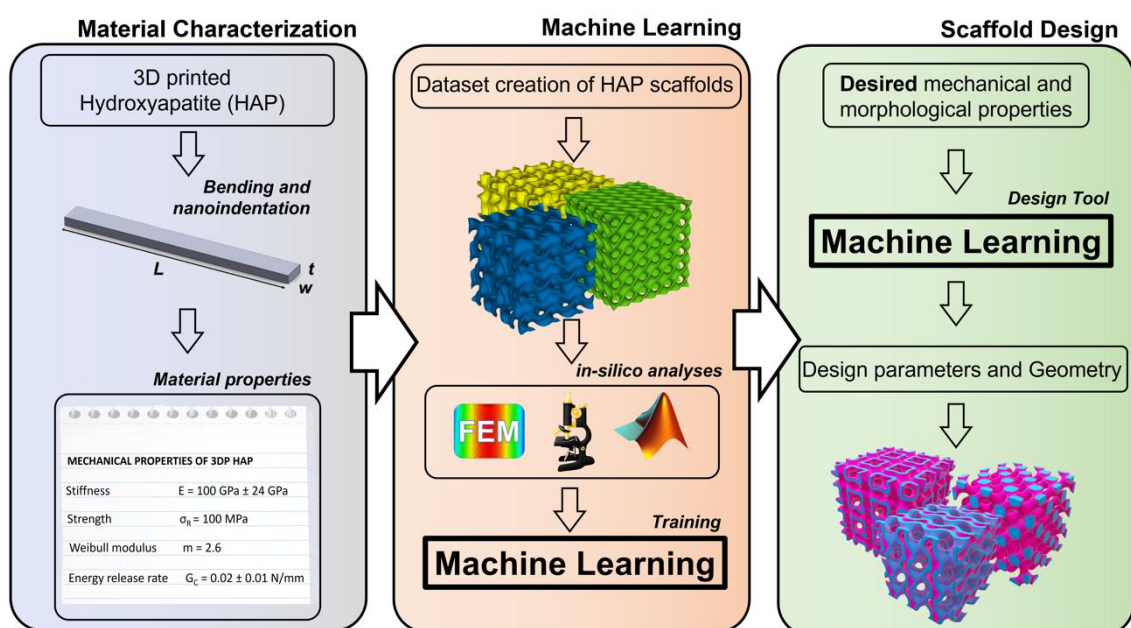 Material Characterization
3D printed
Hydroxyapatite (HAP)
Bending and
nanoindentation
L
t
w
Material properties
MECHANICAL PROPERTIES OF 3DP HAP
Stiffness E = 100 GPa ± 24 GPa
Strength σR = 100 MPa
Weibull modulus m = 2.6
Energy release rate GC = 0.02 ± 0.01 N/mm
Machine Learning
Dataset creation of HAP scaffolds
in-silico analyses
FEM
Training
Machine Learning
Scaffold Design
Desired mechanical and
morphological properties
Design Tool
Machine Learning
Design parameters and Geometry